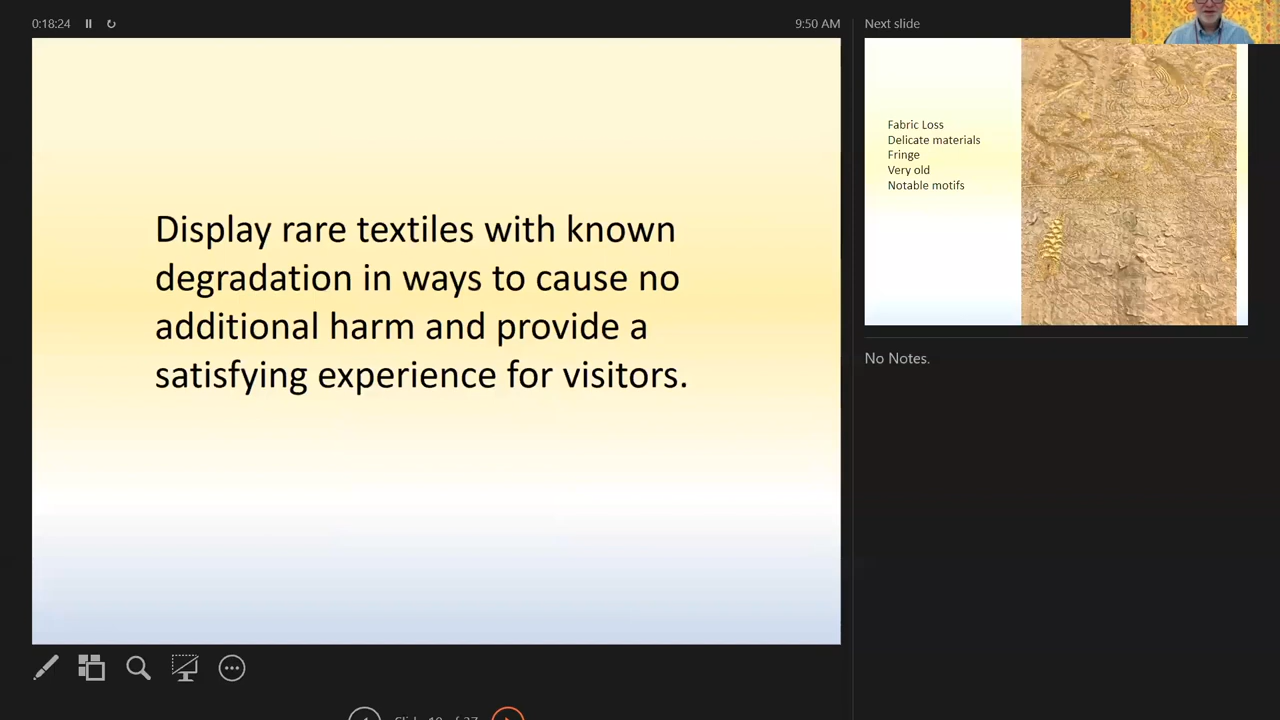 0:18:24
9:50 AM
Display rare textiles with known
degradation in ways to cause no
additional harm and provide a
satisfying experience for visitors.
Next slide
Fabric Loss
Delicate materials
Fringe
Very old
Notable motifs
No Notes.